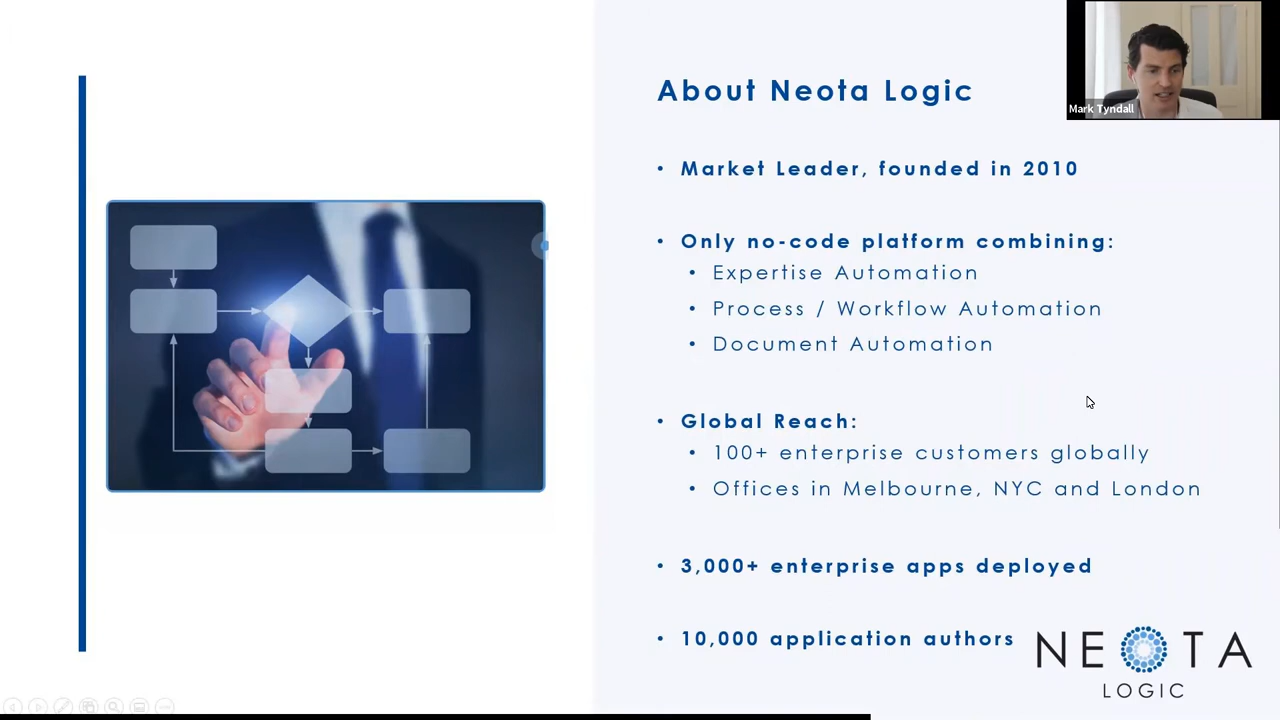 About Neota Logic
Mark Tyndall
• Market Leader, founded in 2010
• Only no-code platform combining:
• Expertise Automation
• Process / Workflow Automation
• Document Automation
• Global Reach:
• 100+ enterprise customers globally
• Offices in Melbourne, NYC and London
• 3,000+ enterprise apps deployed
• 10,000 application authors
NEOTA
LOGIC